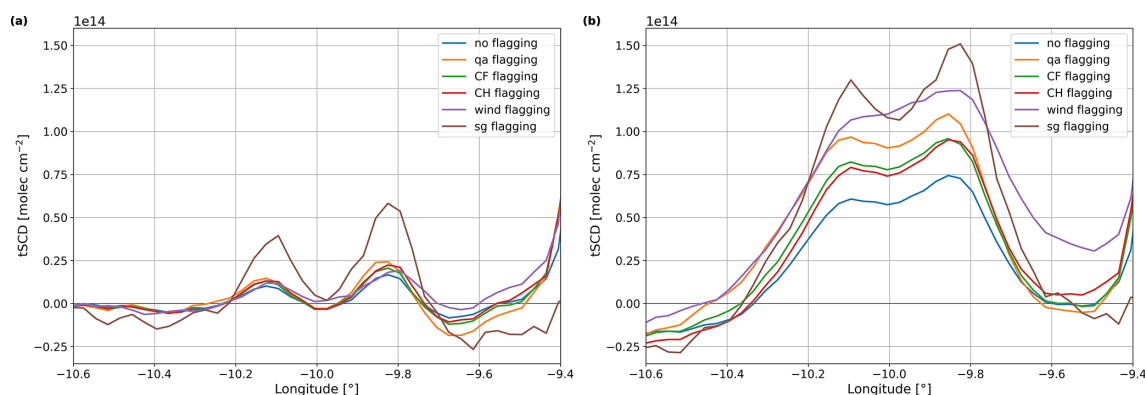 (a)
1e14
1.50
1.25
1.00
0.75
0.50
0.25
0.00
−0.25
tSCD [molec cm−2]
no flagging
qa flagging
CF flagging
CH flagging
wind flagging
sg flagging
−10.6 −10.4 −10.2 −10.0 −9.8 −9.6 −9.4
Longitude [°]
(b)
1e14
1.50
1.25
1.00
0.75
0.50
0.25
0.00
−0.25
tSCD [molec cm−2]
no flagging
qa flagging
CF flagging
CH flagging
wind flagging
sg flagging
−10.6 −10.4 −10.2 −10.0 −9.8 −9.6 −9.4
Longitude [°]